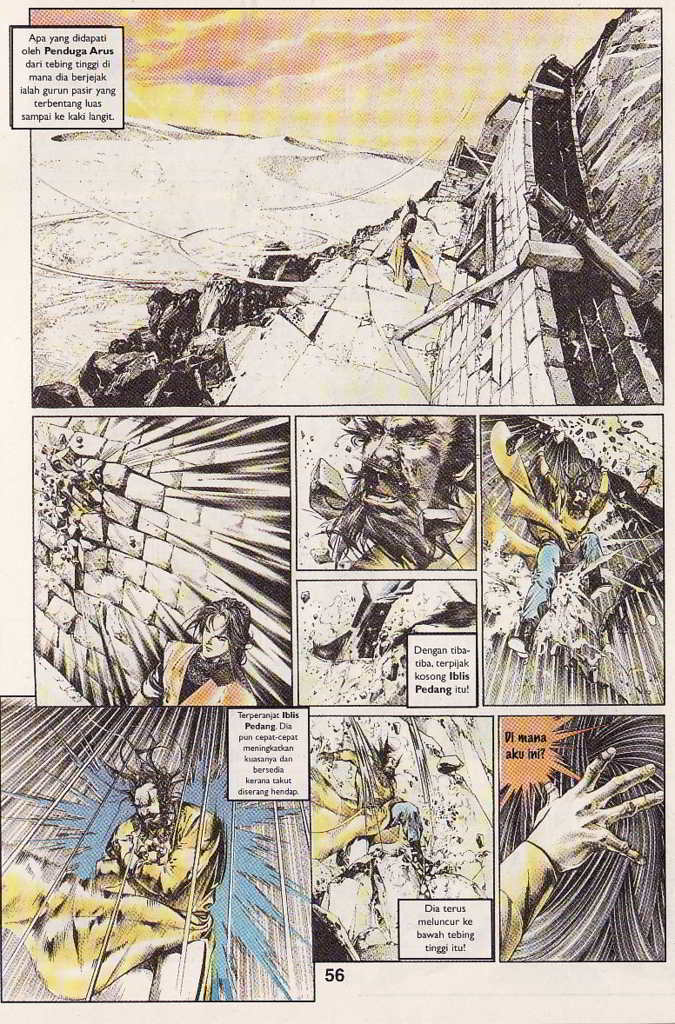 Apa yang didapati
oleh Penduga Arus
dari tebing tinggi di
mana dia berjejak
ialah gurun pasir yang
terbentang luas
sampai ke kaki langit.
Dengan tiba-
tiba, terpijak
kosong Iblis
Pedang itu!
Terperanjat Iblis
Pedang. Dia
pun cepat-cepat
meningkatkan
kuasanya dan
bersedia
kerana takut
diserang hendap.
Dia terus
meluncur ke
bawah tebing
tinggi itu!
Di mana
aku ini?
56